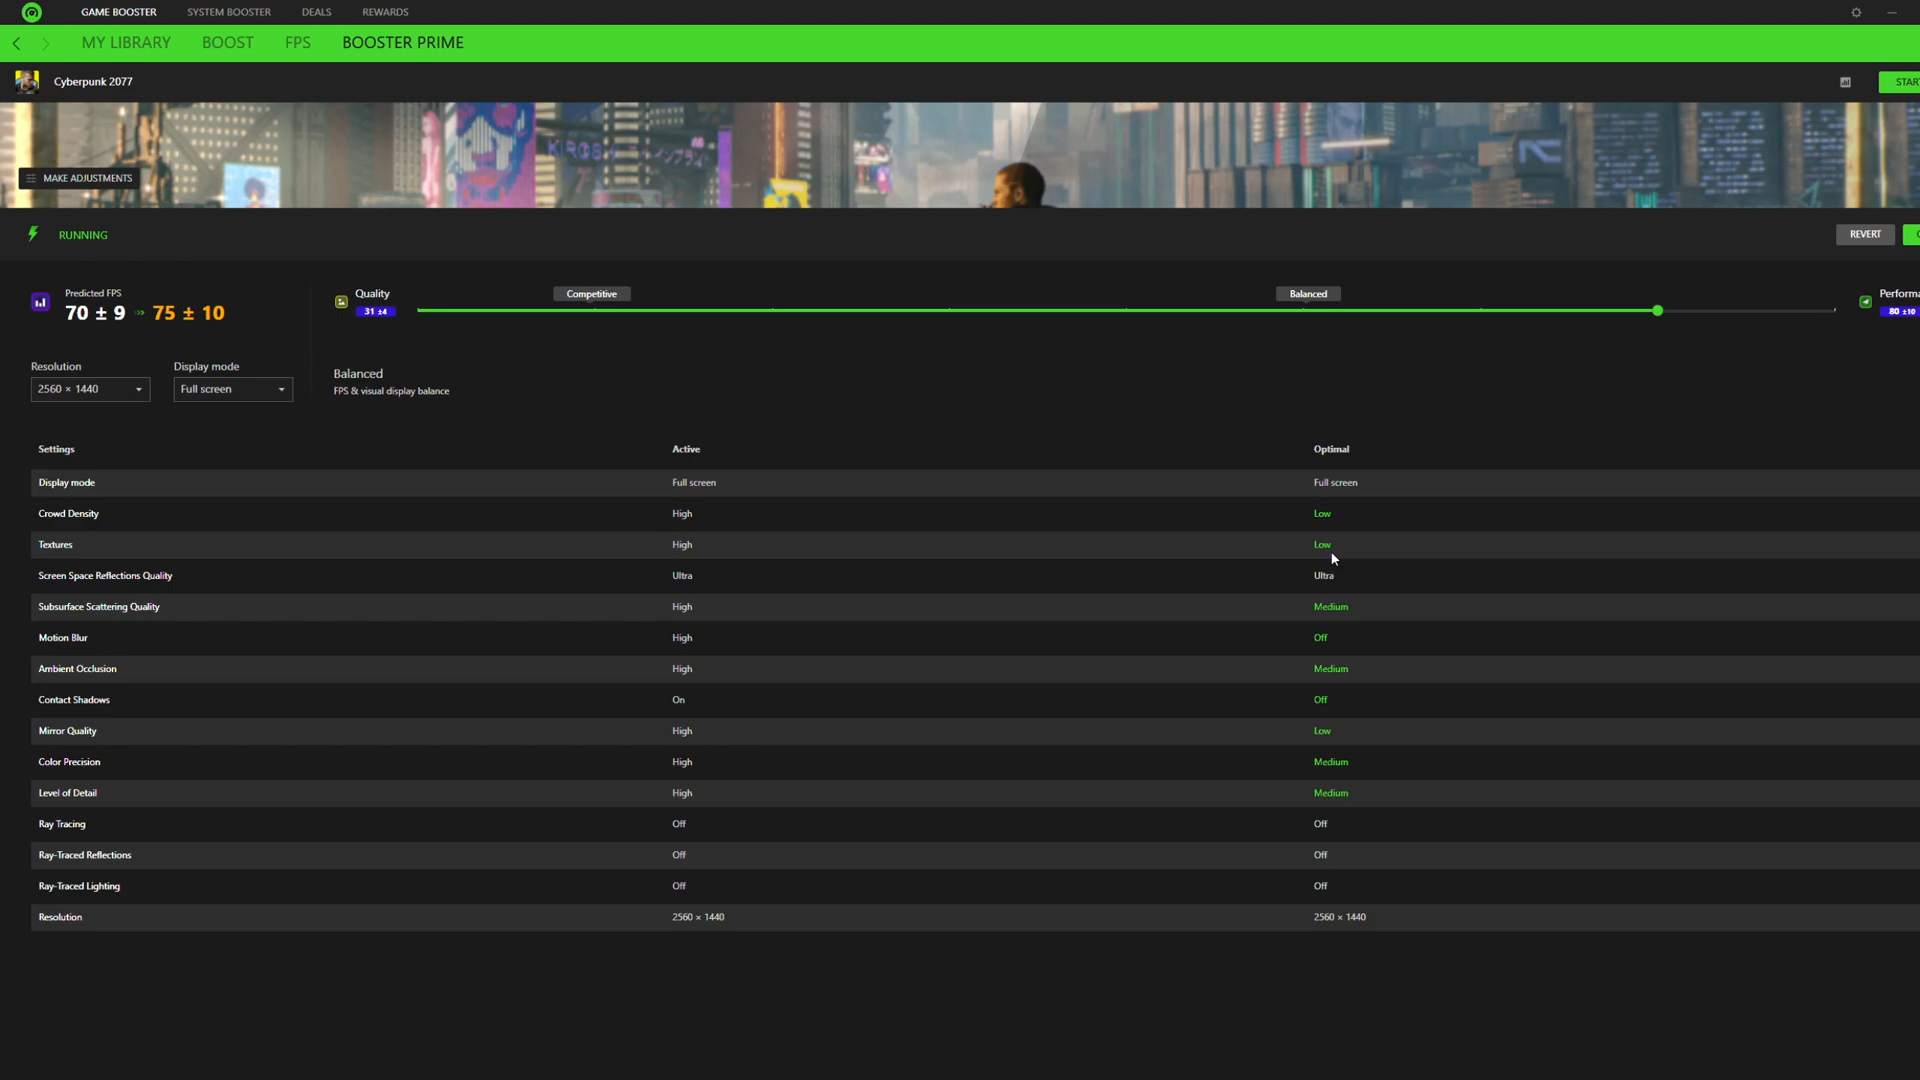 GAME BOOSTER SYSTEM BOOSTER DEALS REWARDS
MY LIBRARY BOOST FPS BOOSTER PRIME
Cyberpunk 2077
START
KIROSHI
MAKE ADJUSTMENTS
RUNNING
REVERT
Predicted FPS
70 ± 9 75 ± 10
Quality
31 ±4
Competitive
Balanced
Performa
80 ±10
Resolution
2560 × 1440
Display mode
Full screen
Balanced
FPS & visual display balance
Settings Active Optimal
Display mode Full screen Full screen
Crowd Density High Low
Textures High Low
Screen Space Reflections Quality Ultra Ultra
Subsurface Scattering Quality High Medium
Motion Blur High Off
Ambient Occlusion High Medium
Contact Shadows On Off
Mirror Quality High Low
Color Precision High Medium
Level of Detail High Medium
Ray Tracing Off Off
Ray-Traced Reflections Off Off
Ray-Traced Lighting Off Off
Resolution 2560 × 1440 2560 × 1440